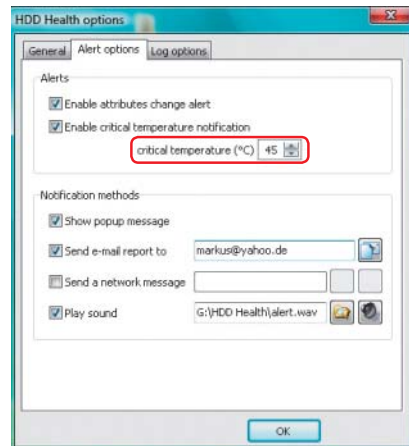 HDD Health options
General Alert options Log options
Alerts
Enable attributes change alert
Enable critical temperature notification
critical temperature (°C) 45
Notification methods
Show popup message
Send e-mail report to markus@yahoo.de
Send a network message
Play sound G:\HDD Health\alert.wav
OK